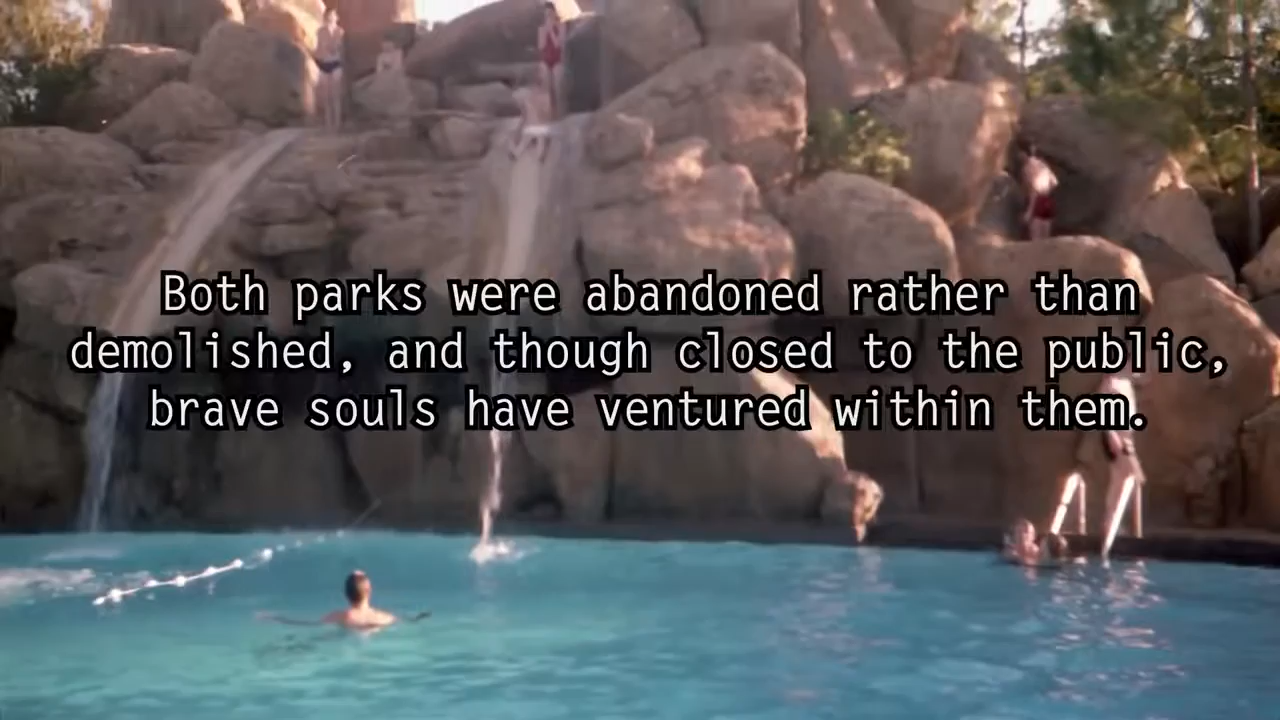 Both parks were abandoned rather than
demolished, and though closed to the public,
brave souls have ventured within them.